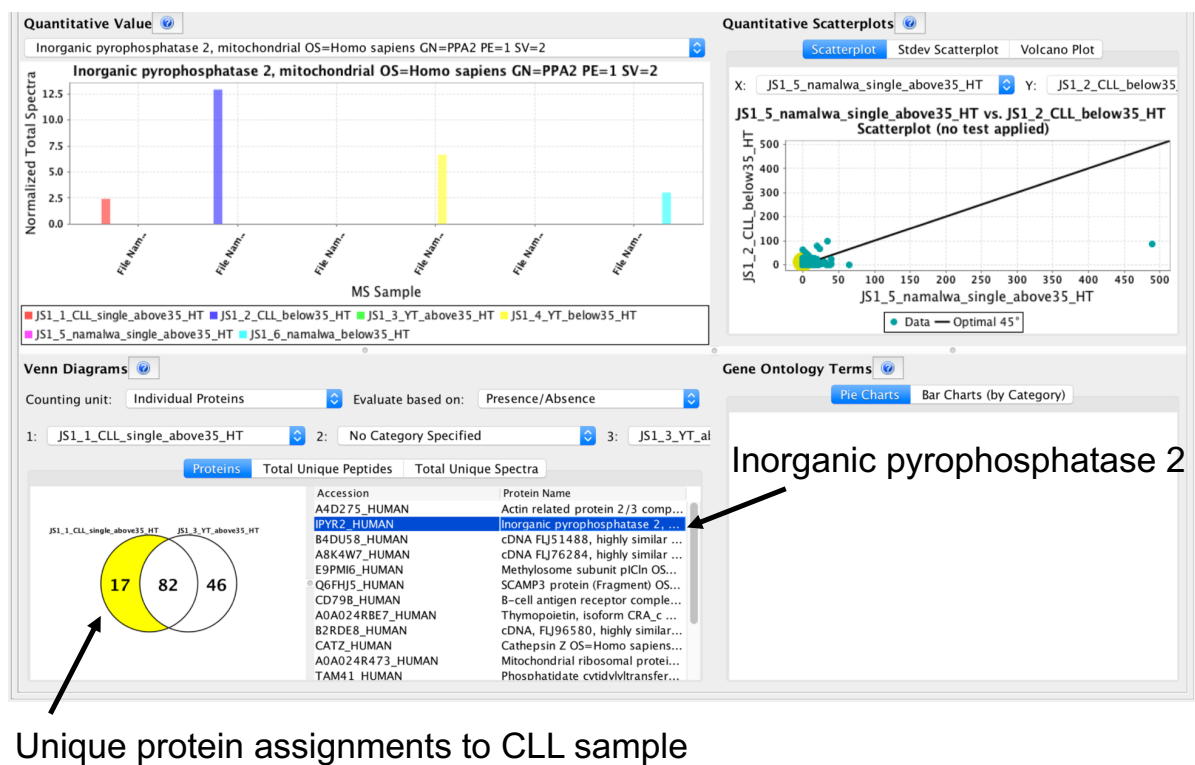 Quantitative Value
Inorganic pyrophosphatase 2, mitochondrial OS=Homo sapiens GN=PPA2 PE=1 SV=2
Inorganic pyrophosphatase 2, mitochondrial OS=Homo sapiens GN=PPA2 PE=1 SV=2
Normalized Total Spectra
12.5
10.0
7.5
5.0
2.5
0.0
File Nam...
File Nam...
File Nam...
File Nam...
File Nam...
File Nam...
MS Sample
JS1_1_CLL_single_above35_HT JS1_2_CLL_below35_HT JS1_3_YT_above35_HT JS1_4_YT_below35_HT
JS1_5_namalwa_single_above35_HT JS1_6_namalwa_below35_HT
Quantitative Scatterplots
Scatterplot Stdev Scatterplot Volcano Plot
X: JS1_5_namalwa_single_above35_HT Y: JS1_2_CLL_below35_
JS1_5_namalwa_single_above35_HT vs. JS1_2_CLL_below35_HT
Scatterplot (no test applied)
JS1_2_CLL_below35_HT
500
400
300
200
100
0
0 50 100 150 200 250 300 350 400 450 500
JS1_5_namalwa_single_above35_HT
Data Optimal 45°
Venn Diagrams
Counting unit: Individual Proteins Evaluate based on: Presence/Absence
1: JS1_1_CLL_single_above35_HT 2: No Category Specified 3: JS1_3_YT_al
Proteins Total Unique Peptides Total Unique Spectra
JS1_1_CLL_single_above35_HT JS1_3_YT_above35_HT
17 82 46
Accession Protein Name
A4D275_HUMAN Actin related protein 2/3 comp...
IPYR2_HUMAN Inorganic pyrophosphatase 2, ...
B4DU58_HUMAN cDNA FLJ51488, highly similar ...
A8K4W7_HUMAN cDNA FLJ76284, highly similar ...
E9PMI6_HUMAN Methylosome subunit pICln OS...
Q6FHJ5_HUMAN SCAMP3 protein (Fragment) OS...
CD79B_HUMAN B-cell antigen receptor comple...
A0A024RBE7_HUMAN Thymopoietin, isoform CRA_c ...
B2RDE8_HUMAN cDNA, FLJ96580, highly similar...
CATZ_HUMAN Cathepsin Z OS=Homo sapiens...
A0A024R473_HUMAN Mitochondrial ribosomal protei...
TAM41_HUMAN Phosphatidate cytidylyltransfer...
Gene Ontology Terms
Pie Charts Bar Charts (by Category)
Inorganic pyrophosphatase 2
Unique protein assignments to CLL sample